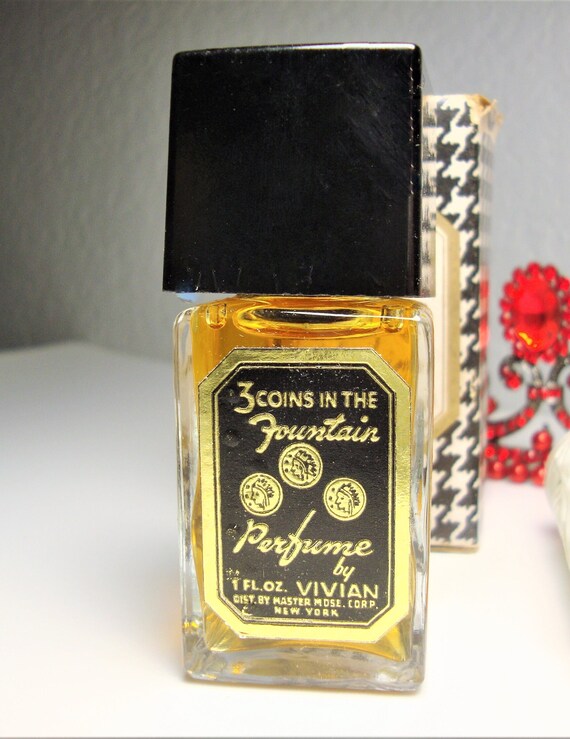 3 COINS IN THE
Fountain
Perfume
by
1 FL. OZ. VIVIAN
DIST. BY MASTER MDSE. CORP.
NEW YORK